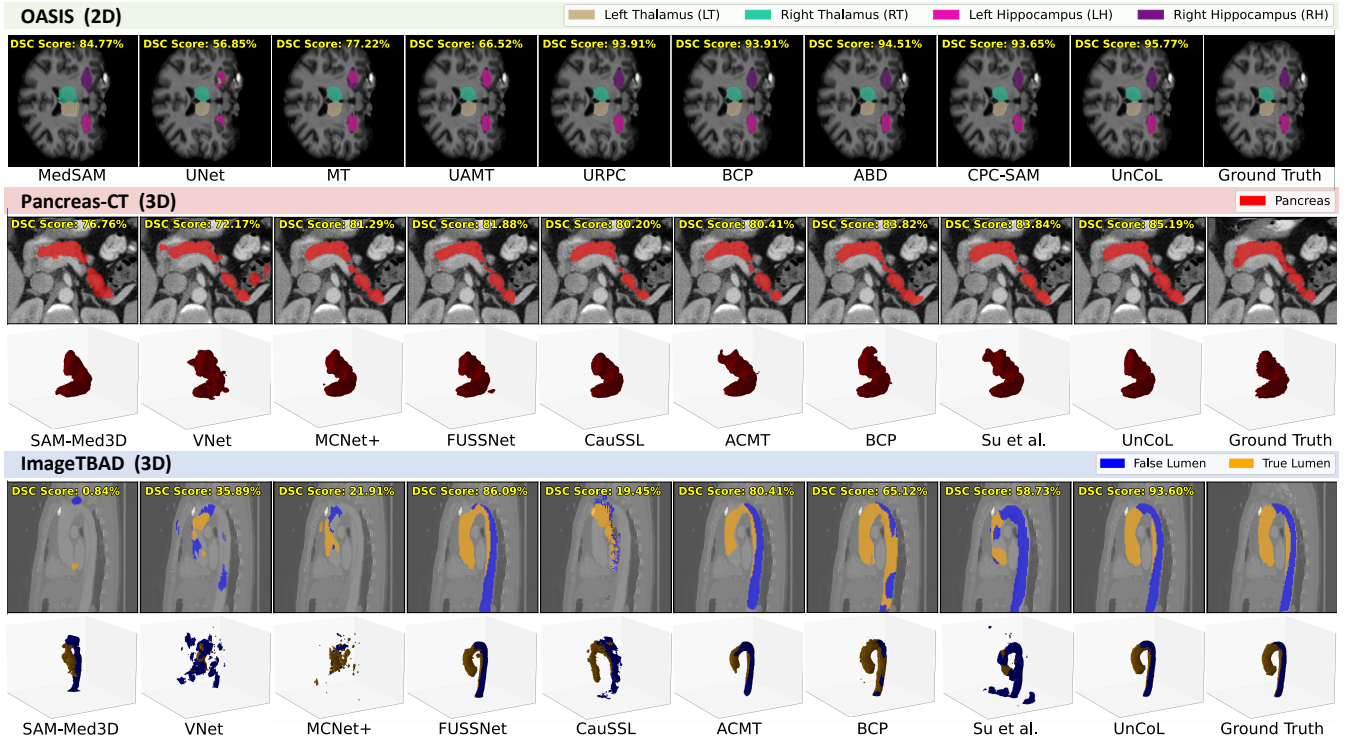 OASIS (2D)
Left Thalamus (LT) Right Thalamus (RT) Left Hippocampus (LH) Right Hippocampus (RH)
DSC Score: 84.77% DSC Score: 56.85% DSC Score: 77.22% DSC Score: 66.52% DSC Score: 93.91% DSC Score: 93.91% DSC Score: 94.51% DSC Score: 93.65% DSC Score: 95.77%
MedSAM UNet MT UAMT URPC BCP ABD CPC-SAM UnCoL Ground Truth
Pancreas-CT (3D)
Pancreas
DSC Score: 76.76% DSC Score: 72.17% DSC Score: 81.29% DSC Score: 81.88% DSC Score: 80.20% DSC Score: 80.41% DSC Score: 83.82% DSC Score: 83.84% DSC Score: 85.19%
SAM-Med3D VNet MCNet+ FUSSNet CauSSL ACMT BCP Su et al. UnCoL Ground Truth
ImageTBAD (3D)
False Lumen True Lumen
DSC Score: 0.84% DSC Score: 35.89% DSC Score: 21.91% DSC Score: 86.09% DSC Score: 19.45% DSC Score: 80.41% DSC Score: 65.12% DSC Score: 58.73% DSC Score: 93.60%
SAM-Med3D VNet MCNet+ FUSSNet CauSSL ACMT BCP Su et al. UnCoL Ground Truth